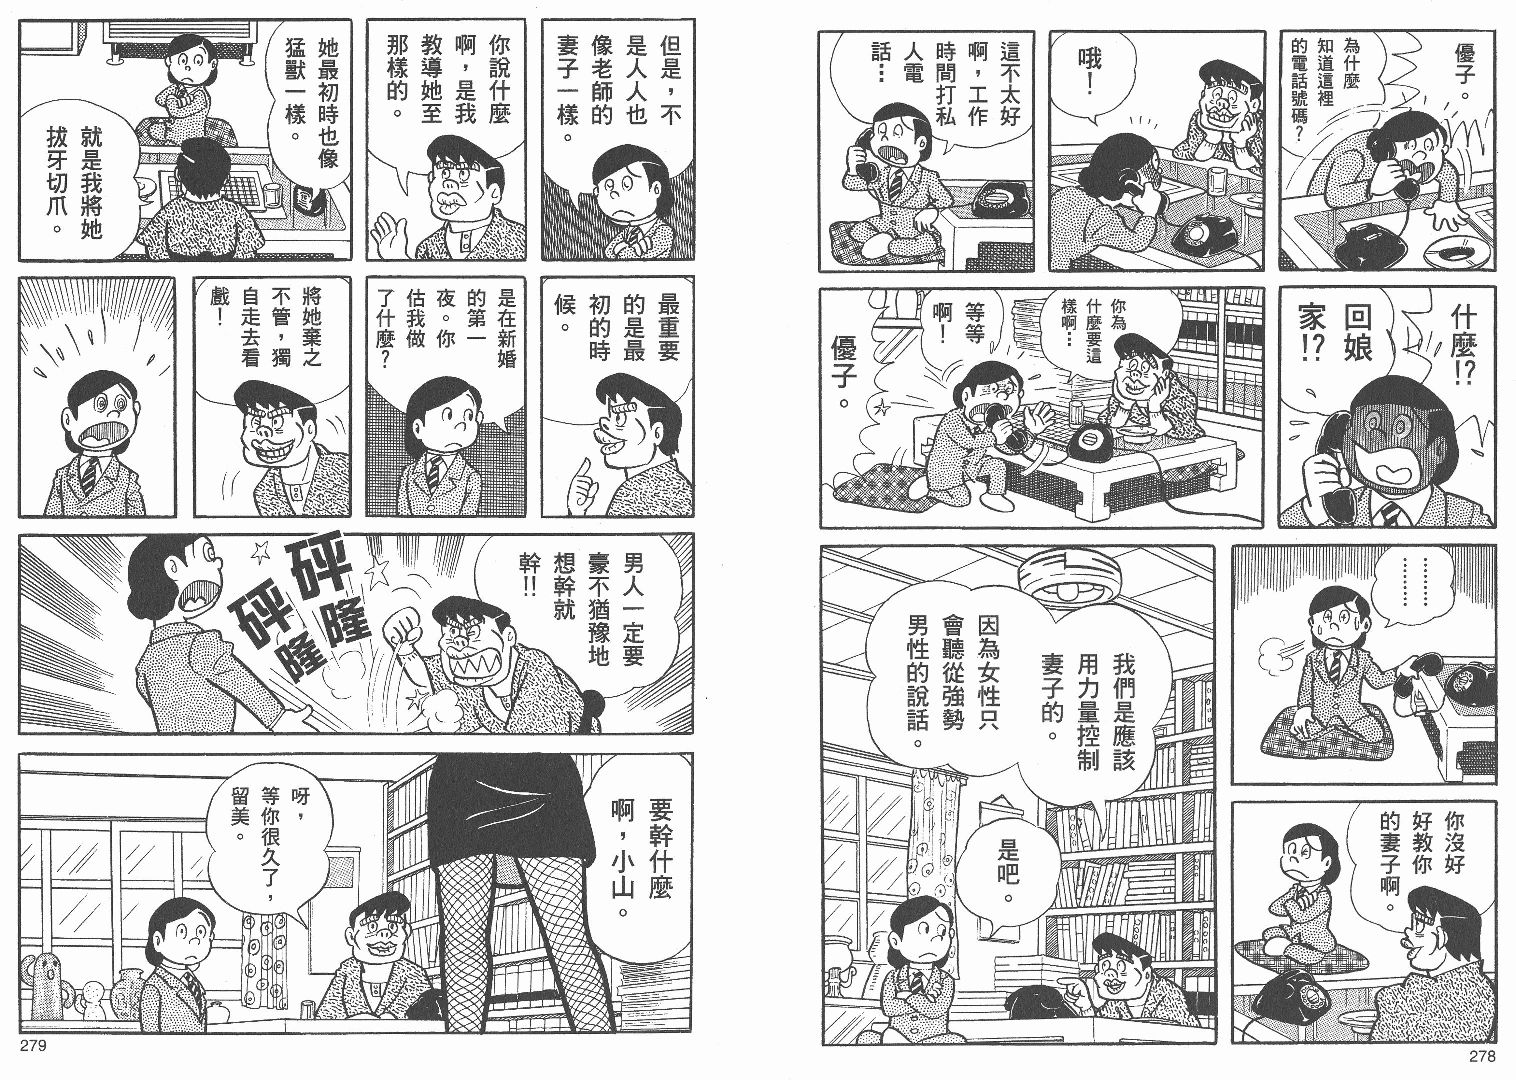 優子。
為什麼
知道這裡
的電話號碼？
哦！
這不太好
啊，工作
時間打私
人電
話…
什麼!?
回娘
家!?
你為
什麼要這
樣啊…
等等
啊！
優子。
…………
你沒好
好教你
的妻子啊。
我們是應該
用力量控制
妻子的。
因為女性只
會聽從強勢
男性的說話。
是吧。
278
但是，不
是人人也
像老師的
妻子一樣。
你說什麼
啊，是我
教導她至
那樣的。
她最初時也像
猛獸一樣。
就是我將她
拔牙切爪。
最重要
的是最
初的時
候。
是在新婚
的第一
夜。你
估我做
了什麼？
將她棄之
不管，獨
自走去看
戲！
男人一定要
豪不猶豫地
想幹就
幹!!
砰隆
砰隆
要幹什麼
啊，小山。
呀，
等你很久了，
留美。
279